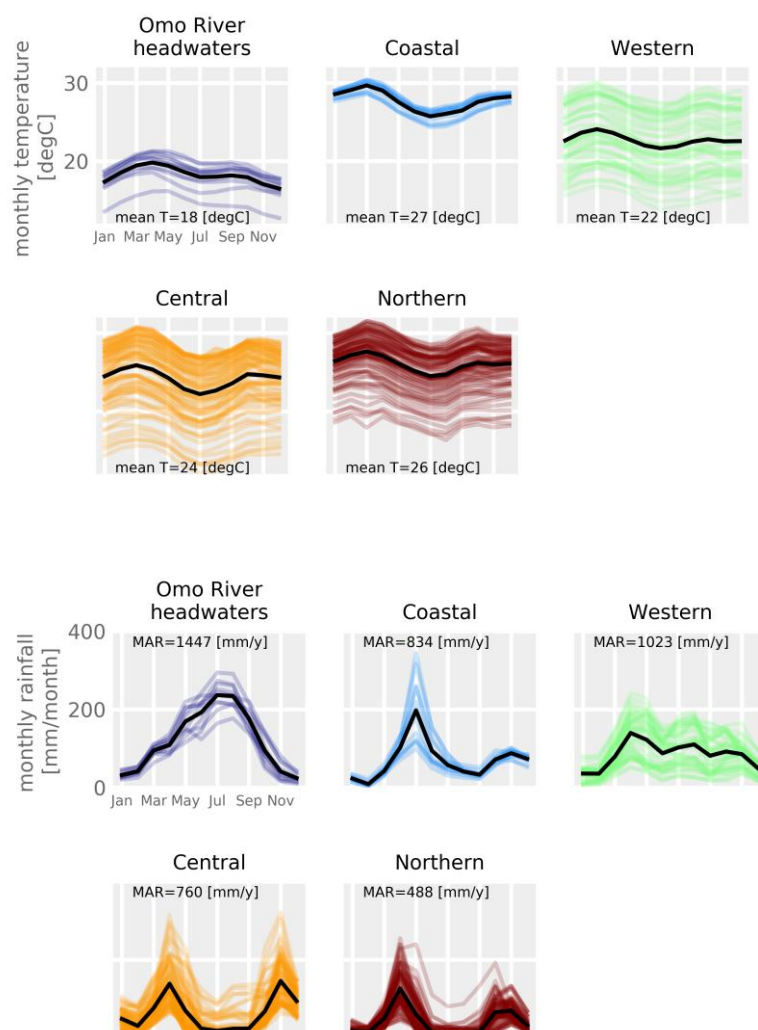 Omo River
headwaters
Coastal
Western
monthly temperature
[degC]
30
20
mean T=18 [degC]
mean T=27 [degC]
mean T=22 [degC]
Jan Mar May Jul Sep Nov
Central
Northern
mean T=24 [degC]
mean T=26 [degC]
Omo River
headwaters
Coastal
Western
monthly rainfall
[mm/month]
400
200
0
MAR=1447 [mm/y]
MAR=834 [mm/y]
MAR=1023 [mm/y]
Jan Mar May Jul Sep Nov
Central
Northern
MAR=760 [mm/y]
MAR=488 [mm/y]